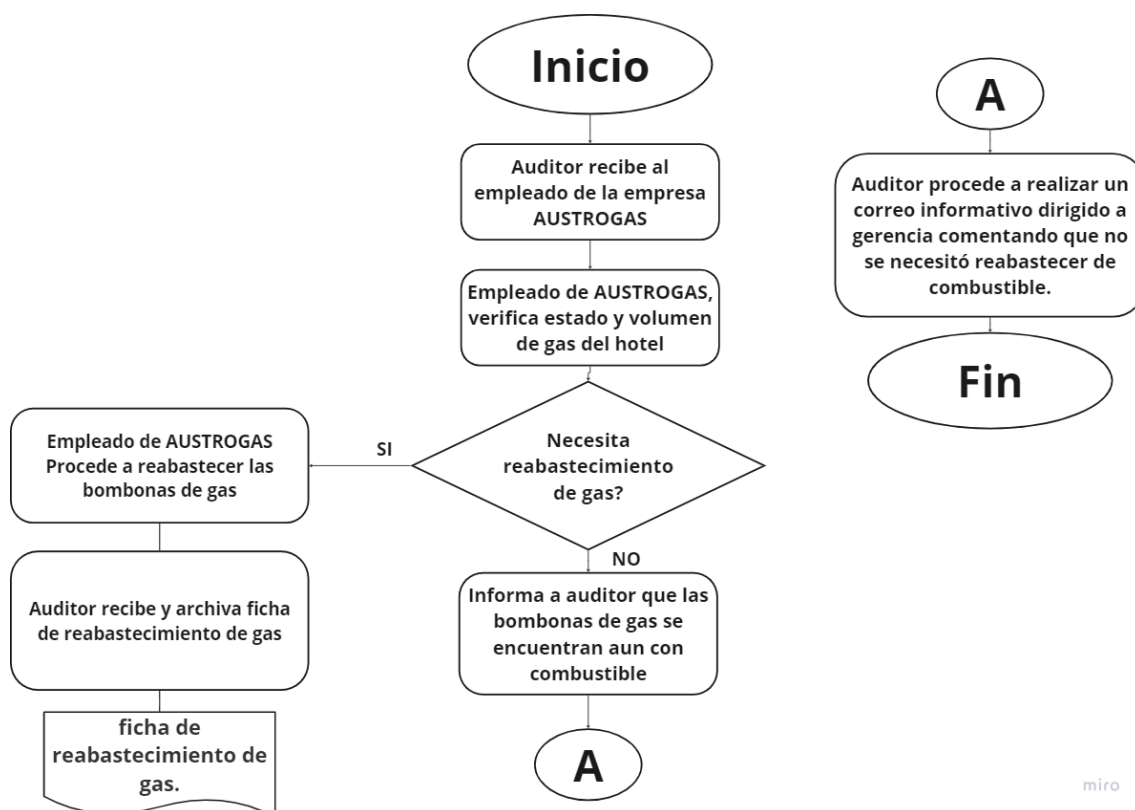 Inicio
Auditor recibe al
empleado de la empresa
AUSTROGAS
Empleado de AUSTROGAS,
verifica estado y volumen
de gas del hotel
Necesita
reabastecimiento
de gas?
SI
Empleado de AUSTROGAS
Procede a reabastecer las
bombonas de gas
Auditor recibe y archiva ficha
de reabastecimiento de gas
ficha de
reabastecimiento de
gas.
NO
Informa a auditor que las
bombonas de gas se
encuentran aun con
combustible
A
A
Auditor procede a realizar un
correo informativo dirigido a
gerencia comentando que no
se necesitó reabastecer de
combustible.
Fin
miro